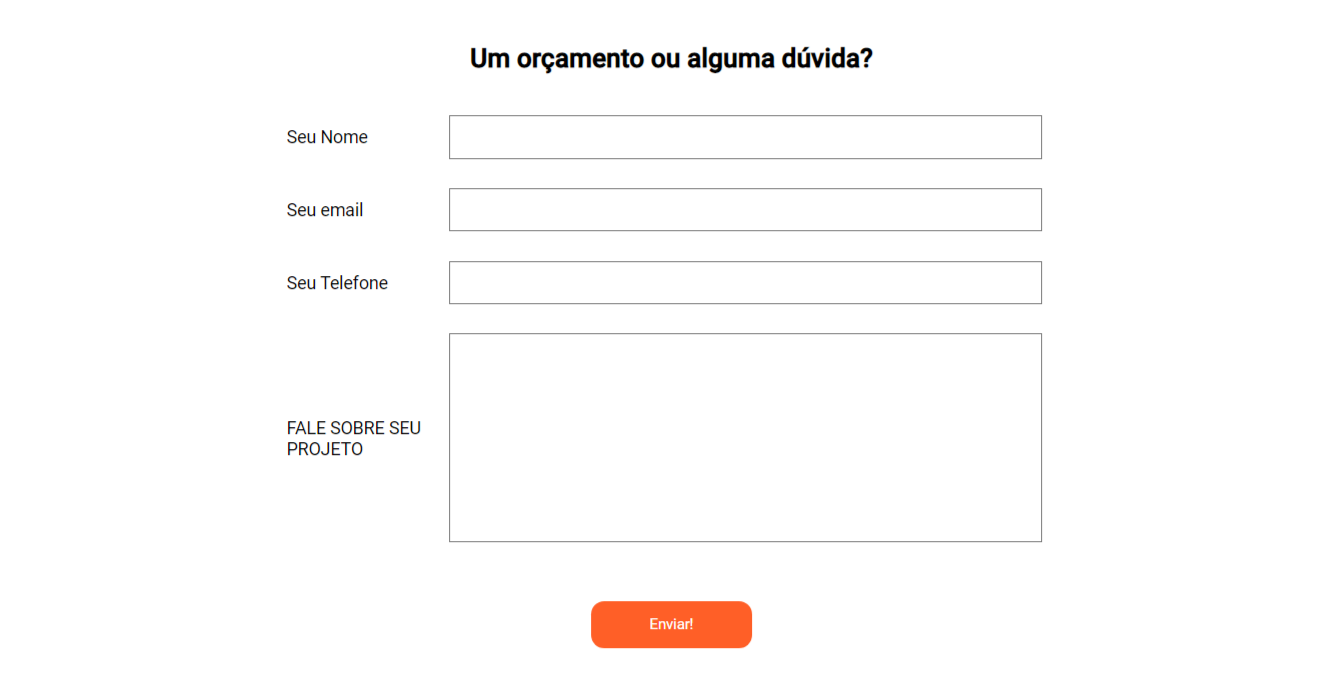 Um orçamento ou alguma dúvida?
Seu Nome
Seu email
Seu Telefone
FALE SOBRE SEU
PROJETO
Enviar!